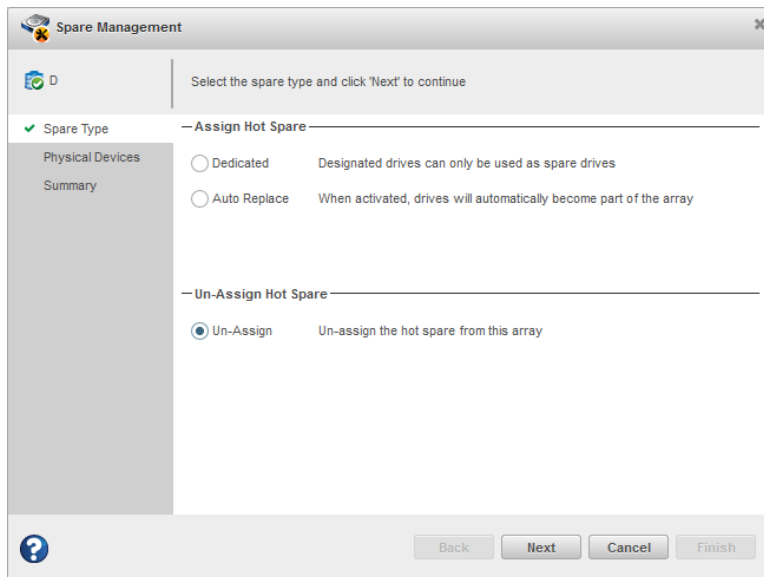 Spare Management
D
Select the spare type and click 'Next' to continue
Spare Type
Physical Devices
Summary
Assign Hot Spare
Dedicated Designated drives can only be used as spare drives
Auto Replace When activated, drives will automatically become part of the array
Un-Assign Hot Spare
Un-Assign Un-assign the hot spare from this array
? Back Next Cancel Finish